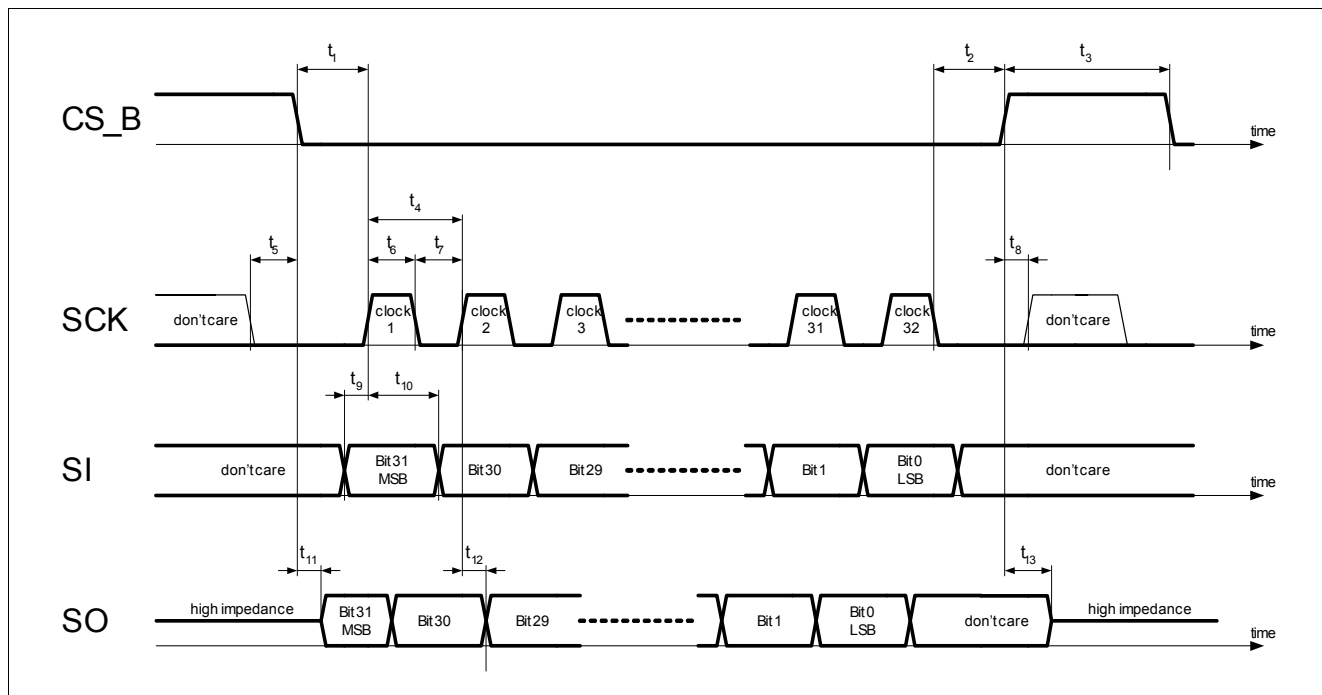 t1
t2
t3
CS_B
time
t4
t5
t6
t7
t8
SCK
don'tcare
clock
1
clock
2
clock
3
clock
31
clock
32
don'tcare
time
t9
t10
SI
don'tcare
Bit31
MSB
Bit30
Bit29
Bit1
Bit0
LSB
don'tcare
time
t11
t12
t13
SO
high impedance
Bit31
MSB
Bit30
Bit29
Bit1
Bit0
LSB
don'tcare
high impedance
time